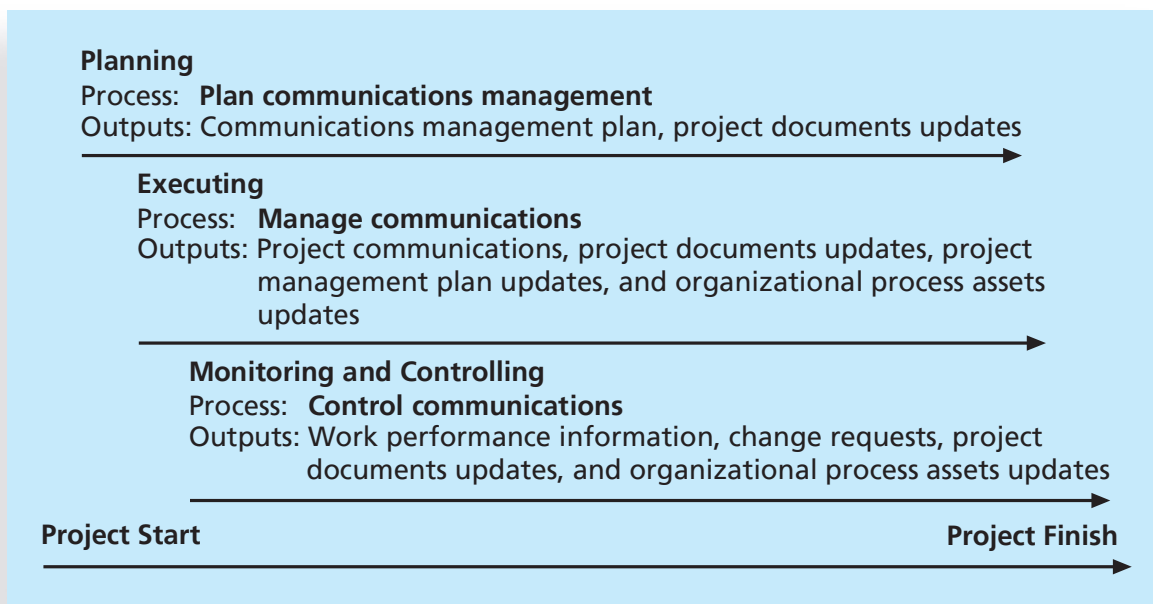 Planning
Process: Plan communications management
Outputs: Communications management plan, project documents updates
Executing
Process: Manage communications
Outputs: Project communications, project documents updates, project
management plan updates, and organizational process assets
updates
Monitoring and Controlling
Process: Control communications
Outputs: Work performance information, change requests, project
documents updates, and organizational process assets updates
Project Start Project Finish